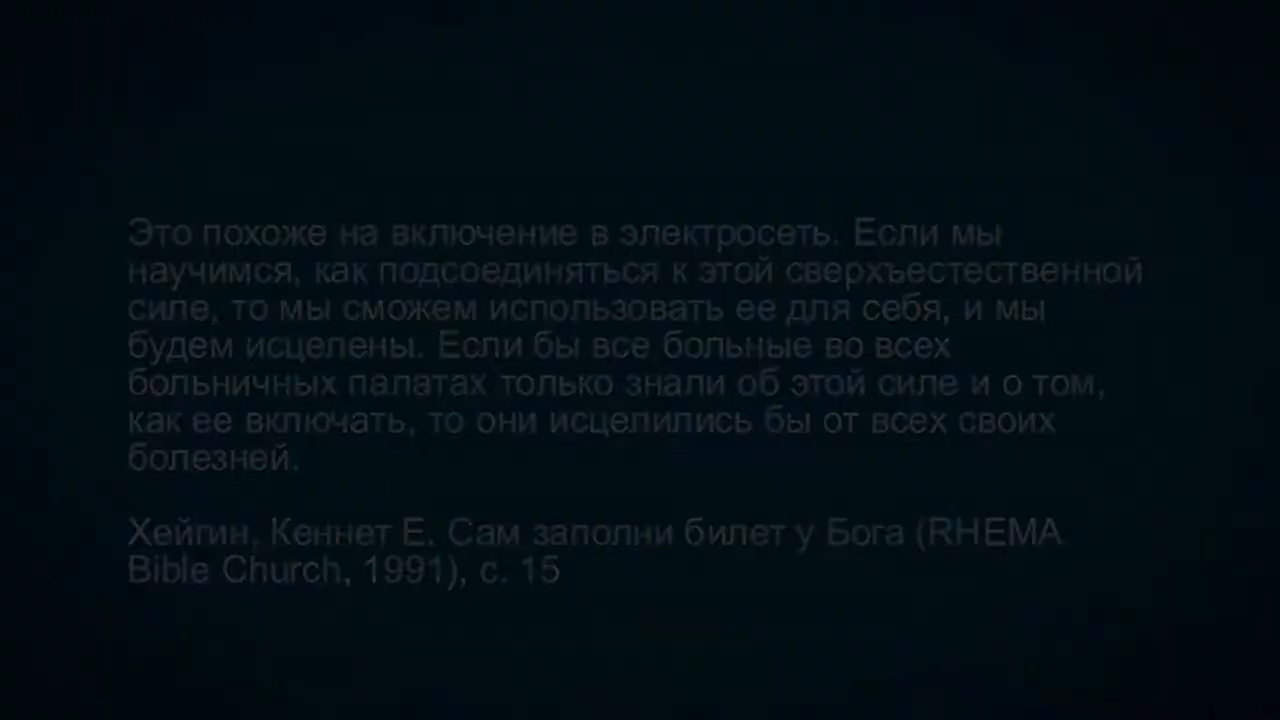 Это похоже на включение в электросеть. Если мы
научимся, как подсоединяться к этой сверхъестественной
силе, то мы сможем использовать ее для себя, и мы
будем исцелены. Если бы все больные во всех
больничных палатах только знали об этой силе и о том,
как ее включать, то они исцелились бы от всех своих
болезней.
Хейгин, Кеннет Е. Сам заполни билет у Бога (RHEMA
Bible Church, 1991), с. 15